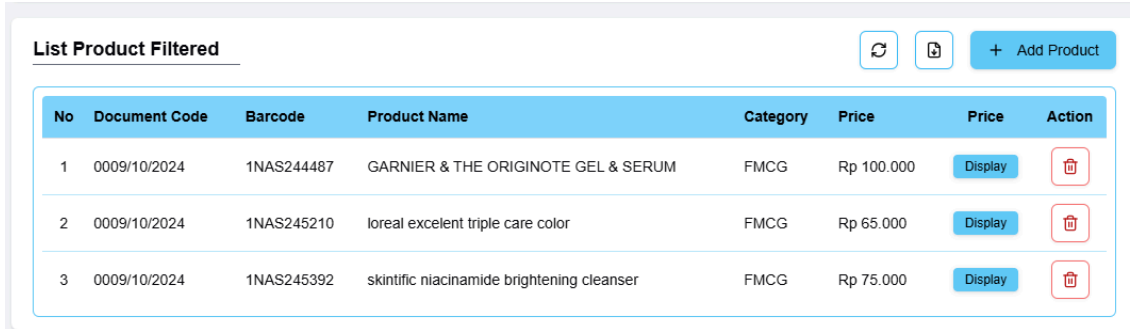 List Product Filtered
+ Add Product
No Document Code Barcode Product Name Category Price Price Action
1 0009/10/2024 1NAS244487 GARNIER & THE ORIGINOTE GEL & SERUM FMCG Rp 100.000 Display
2 0009/10/2024 1NAS245210 loreal excelent triple care color FMCG Rp 65.000 Display
3 0009/10/2024 1NAS245392 skintific niacinamide brightening cleanser FMCG Rp 75.000 Display